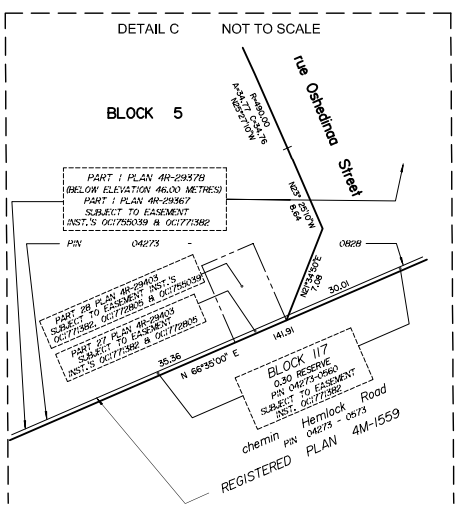 DETAIL C NOT TO SCALE
rue Oshedinaa Street
BLOCK 5
R=490.00
A=34.77 C=34.76
N25°27'10"W
PART 1 PLAN 4R-29378
(BELOW ELEVATION 46.00 METRES)
PART 1 PLAN 4R-29367
SUBJECT TO EASEMENT
INST.'S OC1755039 & OC1771382
N23° 25'10"W
8.64
PIN 04273 - 0828
N21°34'50"E
7.08
PART 28 PLAN 4R-29403
SUBJECT TO EASEMENT INST.'S
OC1771382, OC1772805 & OC1755039
PART 27 PLAN 4R-29403
SUBJECT TO EASEMENT
INST.'S OC1771382 & OC1772805
30.01
141.91
35.36
N 66°35'00" E
BLOCK 117
0.30 RESERVE
PIN 04273-0560
SUBJECT TO EASEMENT
INST. OC1771382
chemin Hemlock Road
PIN 04273 - 0573
REGISTERED PLAN 4M-1559